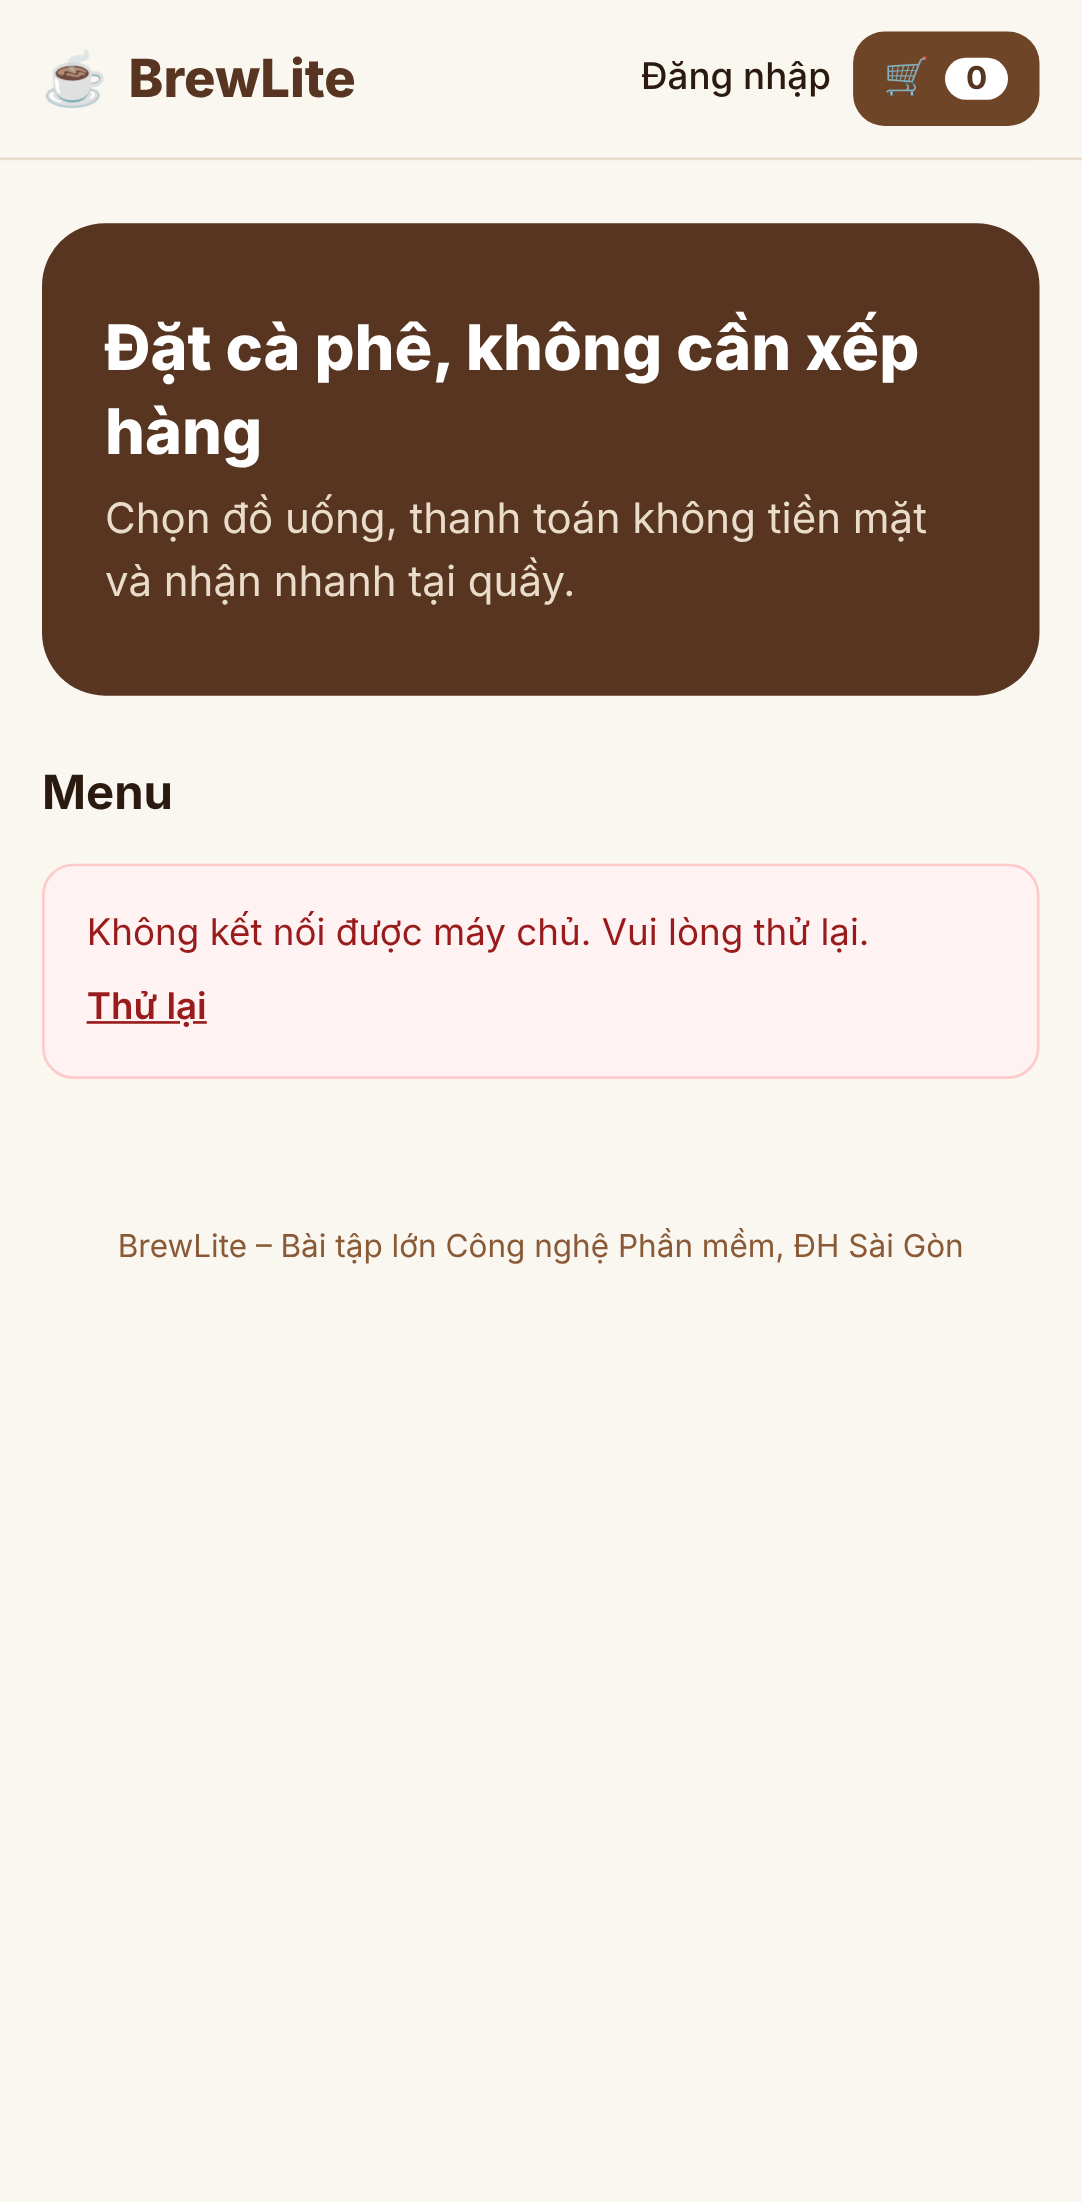 BrewLite
Đăng nhập
0
Đặt cà phê, không cần xếp
hàng
Chọn đồ uống, thanh toán không tiền mặt
và nhận nhanh tại quầy.
Menu
Không kết nối được máy chủ. Vui lòng thử lại.
Thử lại
BrewLite – Bài tập lớn Công nghệ Phần mềm, ĐH Sài Gòn